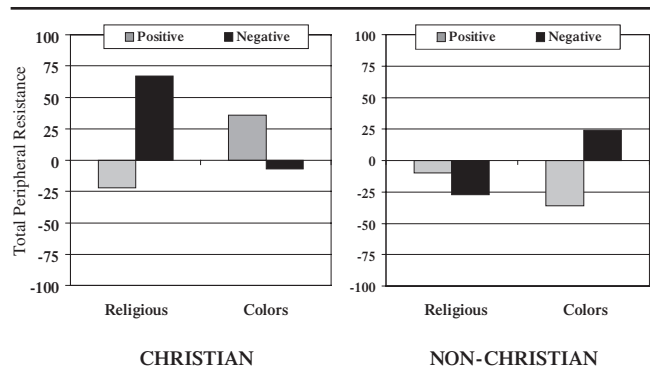 Positive Negative
Total Peripheral Resistance
100
75
50
25
0
-25
-50
-75
-100
Religious Colors
CHRISTIAN
Positive Negative
100
75
50
25
0
-25
-50
-75
-100
Religious Colors
NON-CHRISTIAN